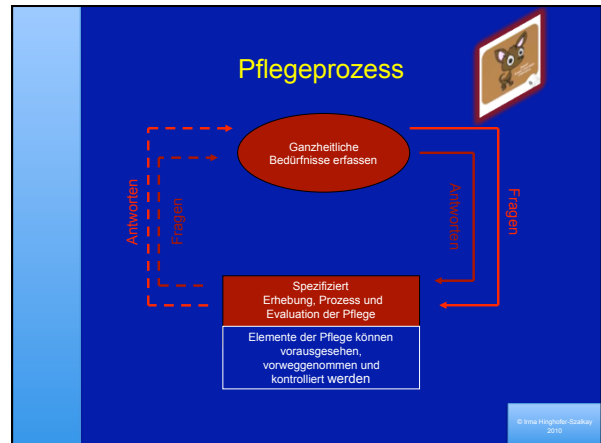 Pflegeprozess
Ganzheitliche
Bedürfnisse erfassen
Antworten
Fragen
Antworten
Fragen
Spezifiziert
Erhebung, Prozess und
Evaluation der Pflege
Elemente der Pflege können
vorausgesehen,
vorweggenommen und
kontrolliert werden
© Irma Hinghofer-Szalkay
2010